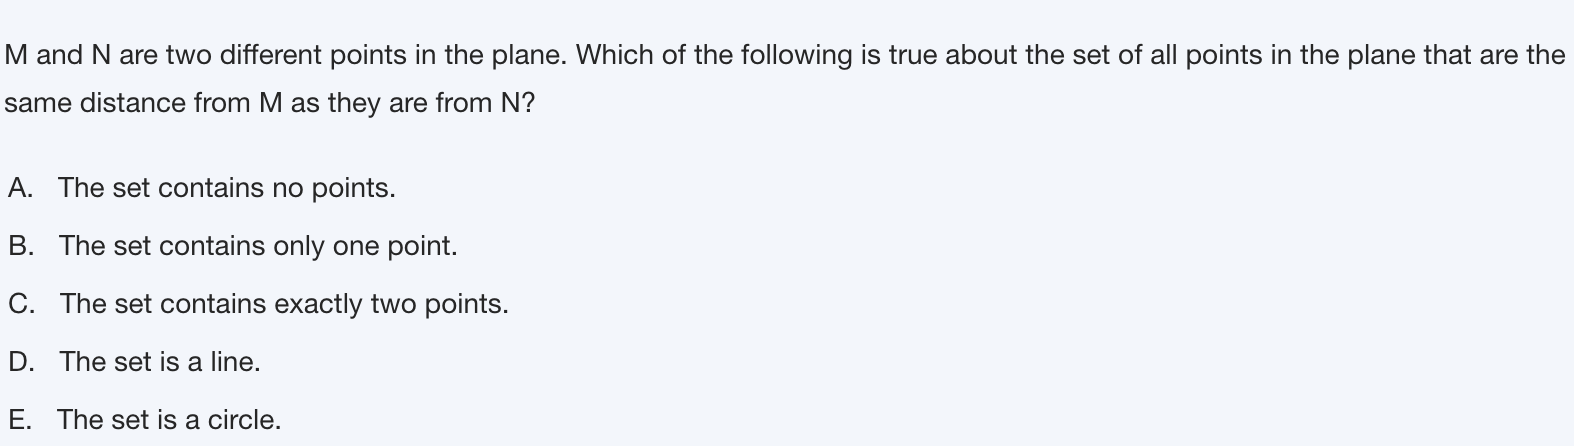 M and N are two different points in the plane. Which of the following is true about the set of all points in the plane that are the
same distance from M as they are from N?
A. The set contains no points.
B. The set contains only one point.
C. The set contains exactly two points.
D. The set is a line.
E. The set is a circle.